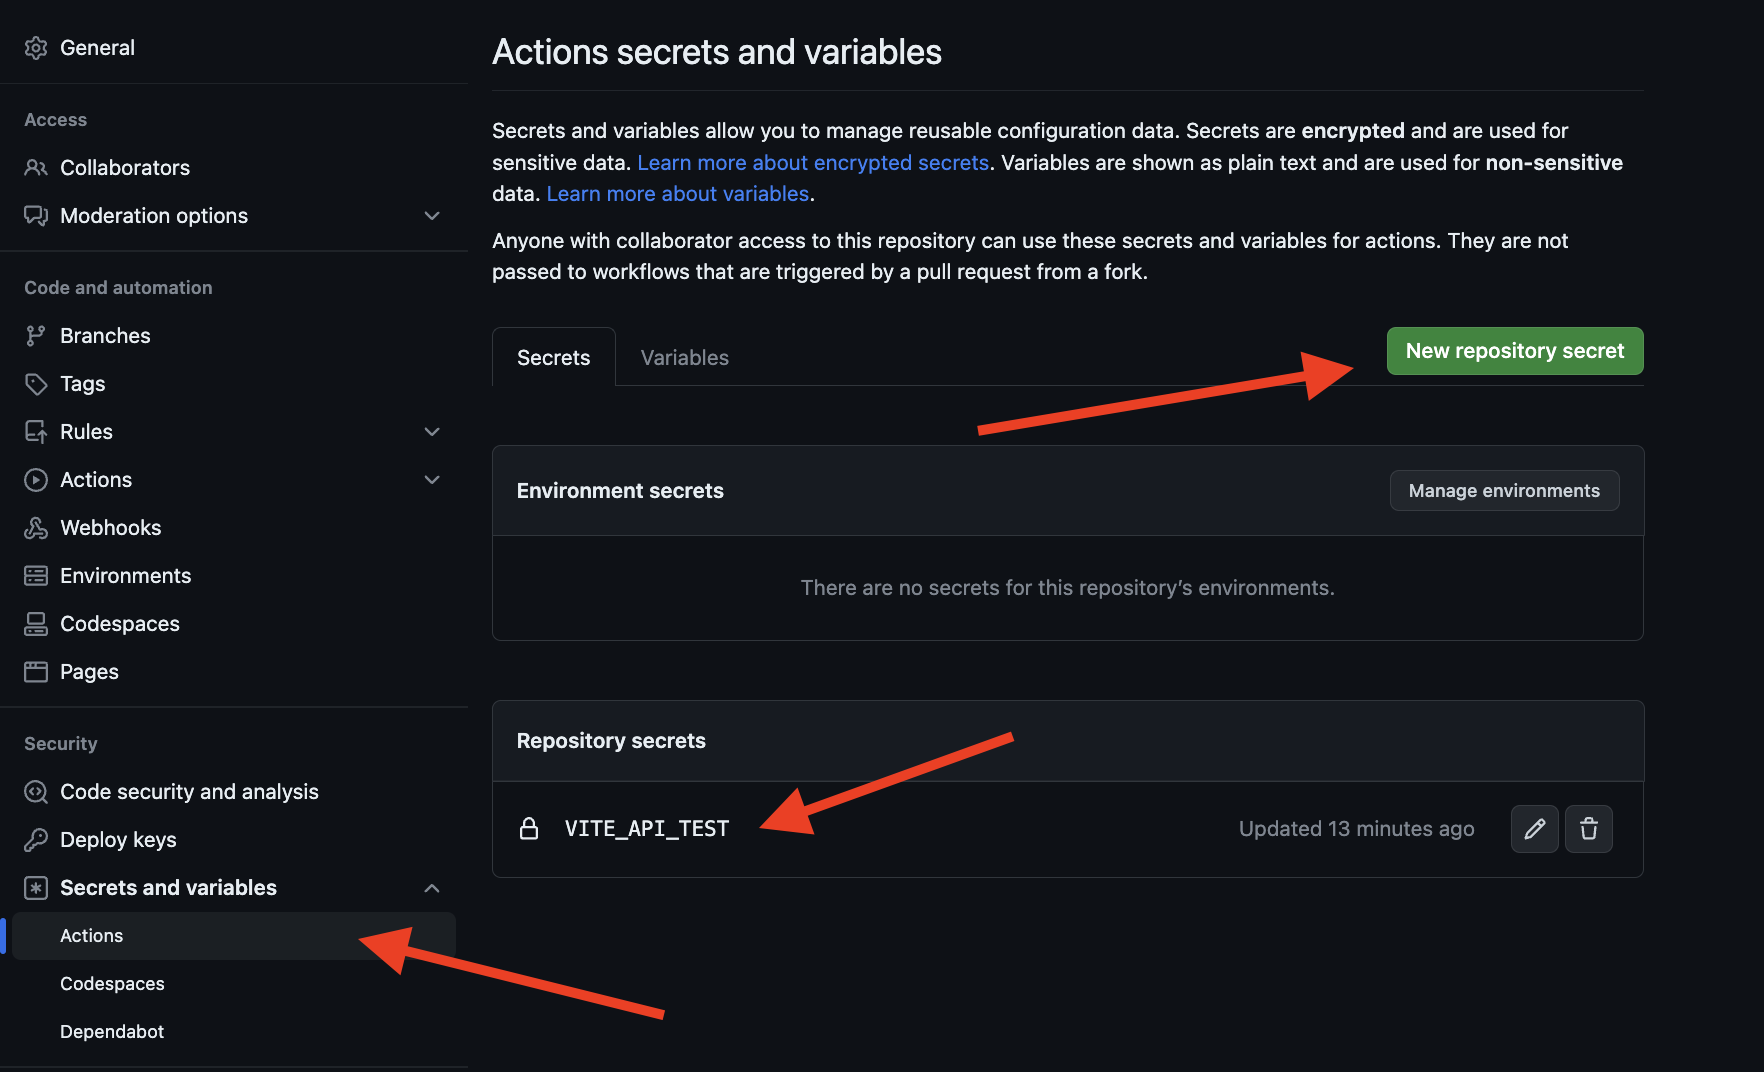 General
Access
Collaborators
Moderation options
Code and automation
Branches
Tags
Rules
Actions
Webhooks
Environments
Codespaces
Pages
Security
Code security and analysis
Deploy keys
Secrets and variables
Actions
Codespaces
Dependabot
Actions secrets and variables
Secrets and variables allow you to manage reusable configuration data. Secrets are encrypted and are used for
sensitive data. Learn more about encrypted secrets. Variables are shown as plain text and are used for non-sensitive
data. Learn more about variables.
Anyone with collaborator access to this repository can use these secrets and variables for actions. They are not
passed to workflows that are triggered by a pull request from a fork.
Secrets
Variables
New repository secret
Environment secrets
Manage environments
There are no secrets for this repository’s environments.
Repository secrets
VITE_API_TEST
Updated 13 minutes ago